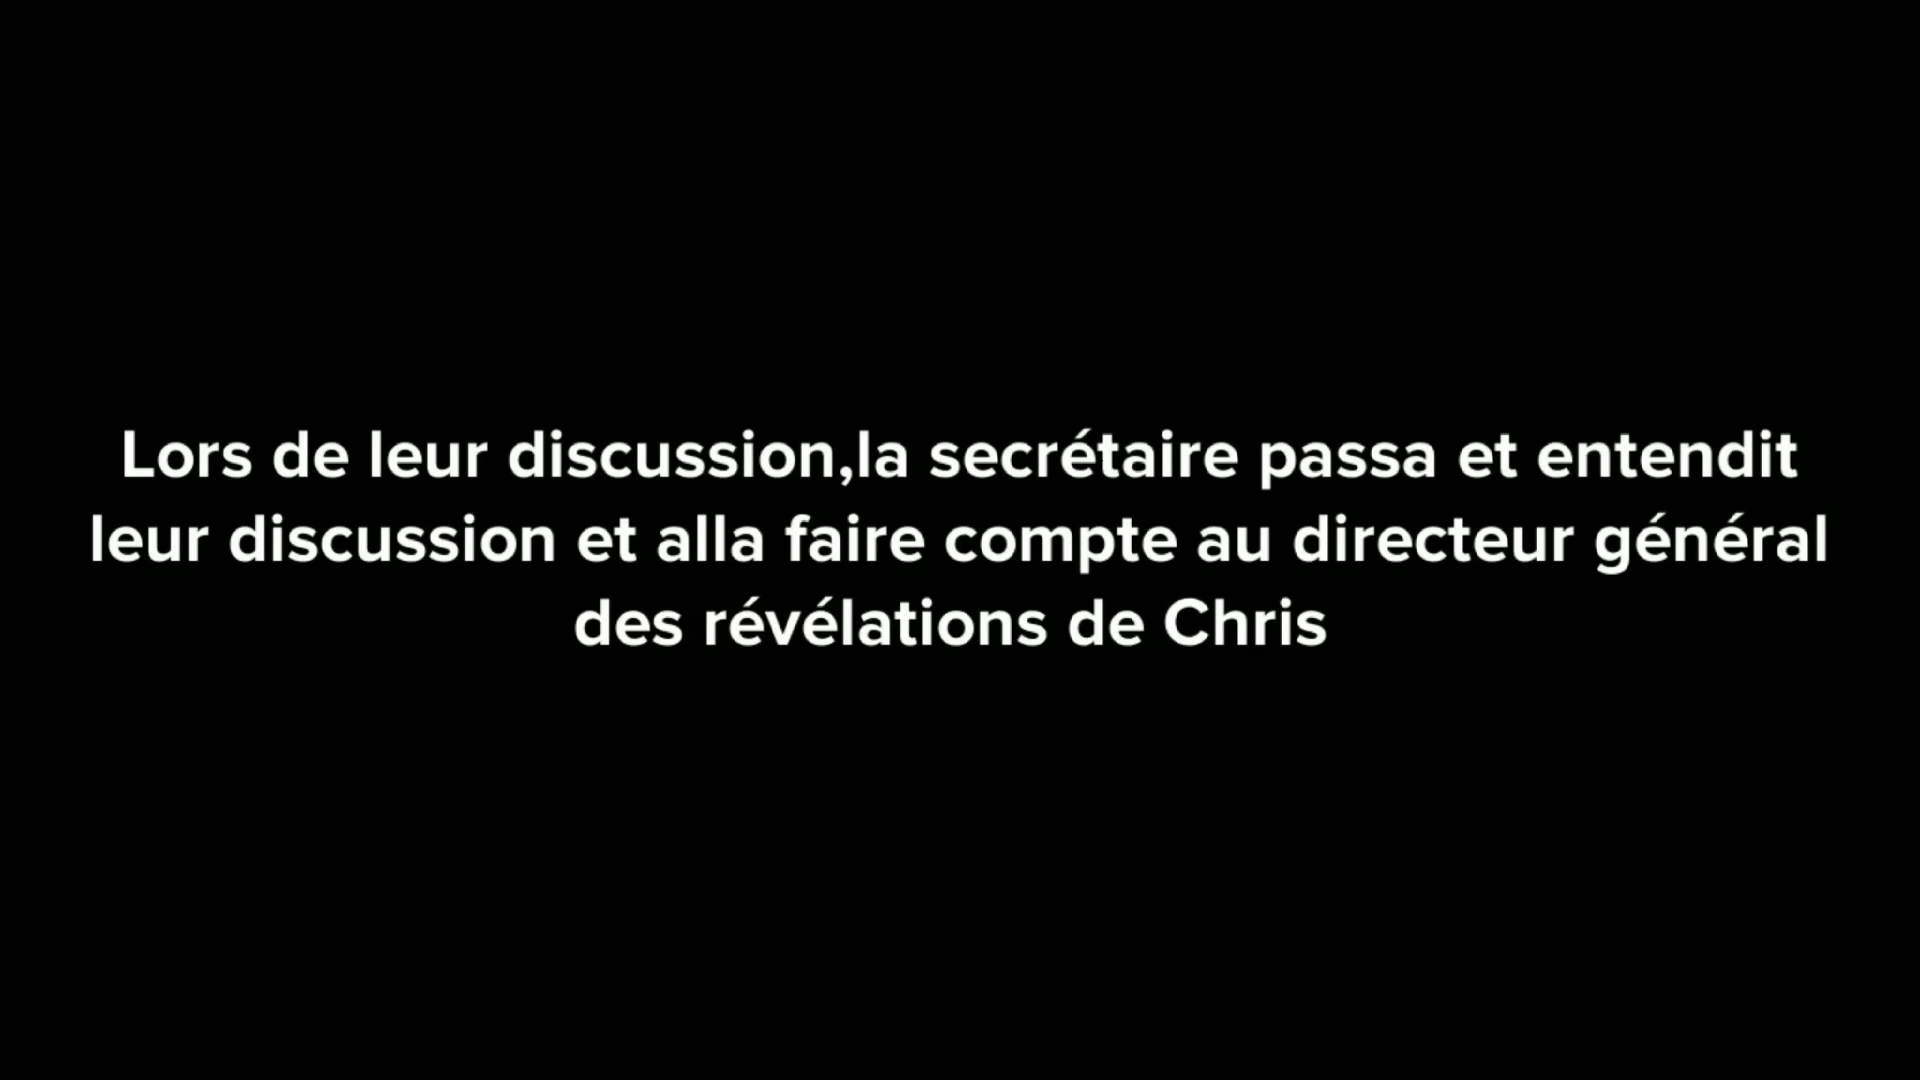 Lors de leur discussion,la secrétaire passa et entendit
leur discussion et alla faire compte au directeur général
des révélations de Chris